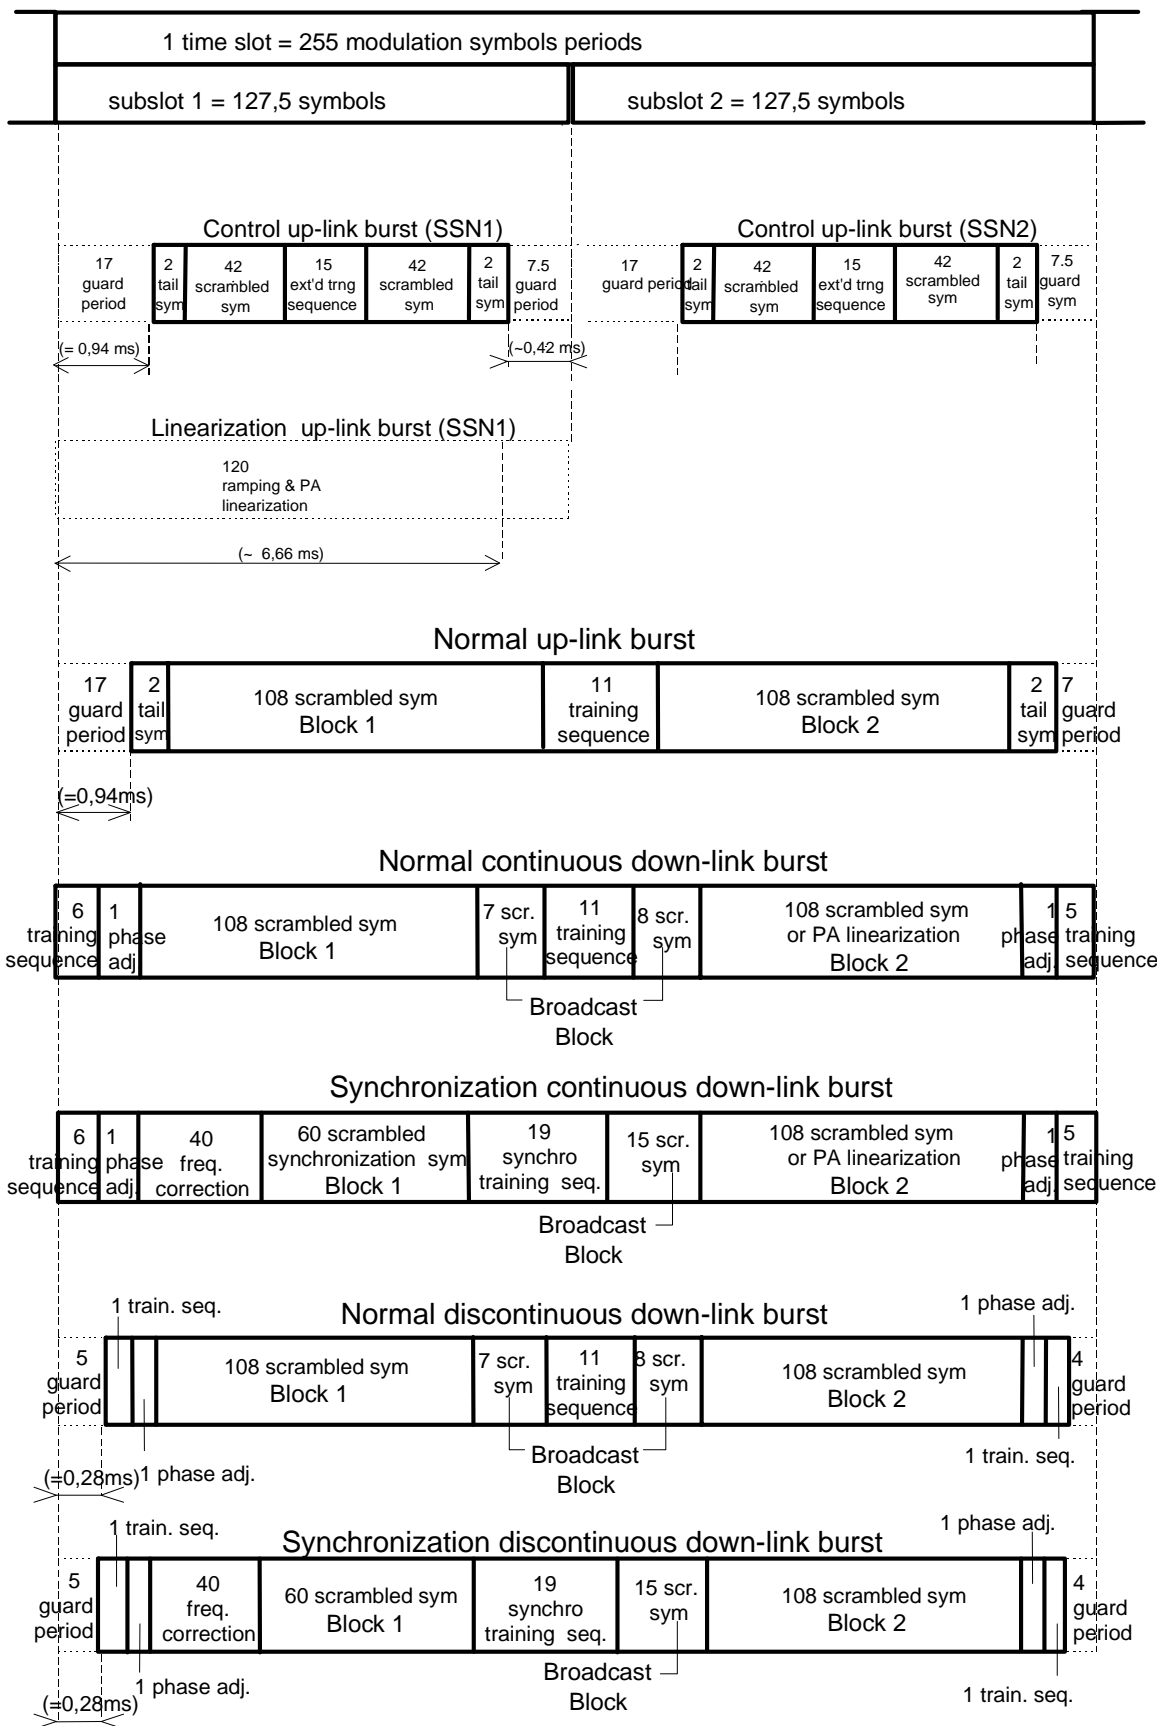 1 time slot = 255 modulation symbols periods
subslot 1 = 127,5 symbols
subslot 2 = 127,5 symbols
Control up-link burst (SSN1)
Control up-link burst (SSN2)
17
guard
period
2
tail
sym
42
scrambled
sym
15
ext'd trng
sequence
42
scrambled
sym
2
tail
sym
7.5
guard
period
17
guard period
2
tail
sym
42
scrambled
sym
15
ext'd trng
sequence
42
scrambled
sym
2
tail
sym
7.5
guard
sym
(= 0,94 ms)
(~0,42 ms)
Linearization up-link burst (SSN1)
120
ramping & PA
linearization
(~ 6,66 ms)
Normal up-link burst
17
guard
period
2
tail
sym
108 scrambled sym
Block 1
11
training
sequence
108 scrambled sym
Block 2
2
tail
sym
7
guard
period
(=0,94ms)
Normal continuous down-link burst
6
training
sequence
1
phase
adj.
108 scrambled sym
Block 1
7 scr.
sym
11
training
sequence
8 scr.
sym
108 scrambled sym
or PA linearization
Block 2
1
phase
adj.
5
training
sequence
Broadcast
Block
Synchronization continuous down-link burst
6
training
sequence
1
phase
adj.
40
freq.
correction
60 scrambled
synchronization sym
Block 1
19
synchro
training seq.
15 scr.
sym
108 scrambled sym
or PA linearization
Block 2
1
phase
adj.
5
training
sequence
Broadcast
Block
1 train. seq.
Normal discontinuous down-link burst
1 phase adj.
5
guard
period
108 scrambled sym
Block 1
7 scr.
sym
11
training
sequence
8 scr.
sym
108 scrambled sym
Block 2
4
guard
period
Broadcast
Block
1 train. seq.
(=0,28ms)
1 phase adj.
1 train. seq.
Synchronization discontinuous down-link burst
1 phase adj.
5
guard
period
40
freq.
correction
60 scrambled sym
Block 1
19
synchro
training seq.
15 scr.
sym
108 scrambled sym
Block 2
4
guard
period
Broadcast
Block
1 phase adj.
1 train. seq.
(=0,28ms)